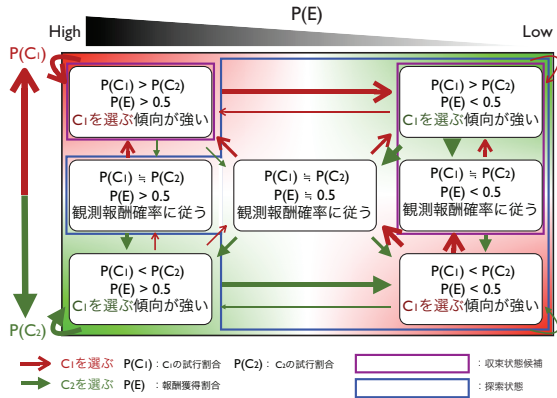 P(E)
High
Low
P(C₁)
P(C₁) > P(C₂)
P(E) > 0.5
C₁を選ぶ傾向が強い
P(C₁) > P(C₂)
P(E) < 0.5
C₁を選ぶ傾向が強い
P(C₁) ≒ P(C₂)
P(E) > 0.5
観測報酬確率に従う
P(C₁) ≒ P(C₂)
P(E) ≒ 0.5
観測報酬確率に従う
P(C₁) ≒ P(C₂)
P(E) < 0.5
観測報酬確率に従う
P(C₁) < P(C₂)
P(E) > 0.5
C₁を選ぶ傾向が強い
P(C₁) < P(C₂)
P(E) < 0.5
C₁を選ぶ傾向が強い
P(C₂)
C₁を選ぶ P(C₁) : C₁の試行割合 P(C₂) : C₂の試行割合 : 収束状態候補
C₂を選ぶ P(E) : 報酬獲得割合 : 探索状態